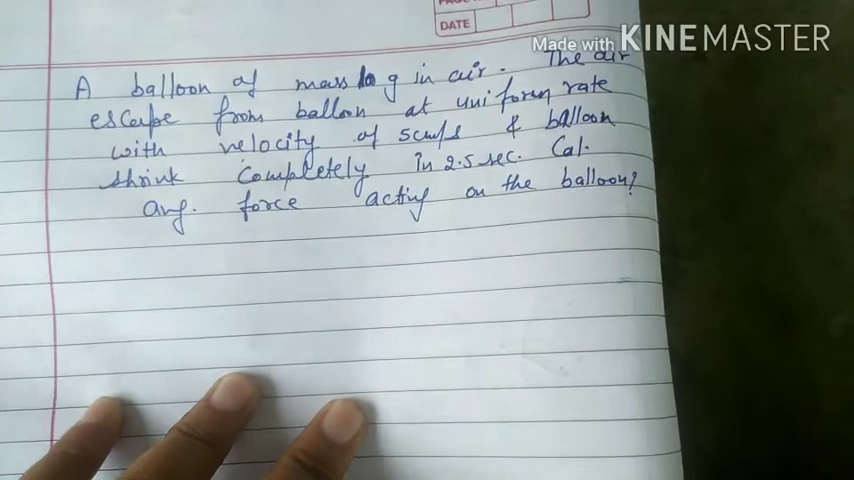 PAGE
DATE
Made with KINEMASTER
A balloon of mass 10 g in air. The air
escape from balloon at uniform rate
with velocity of 5cm/s & balloon
shrink completely in 2.5 sec. Cal.
avg. force acting on the balloon?